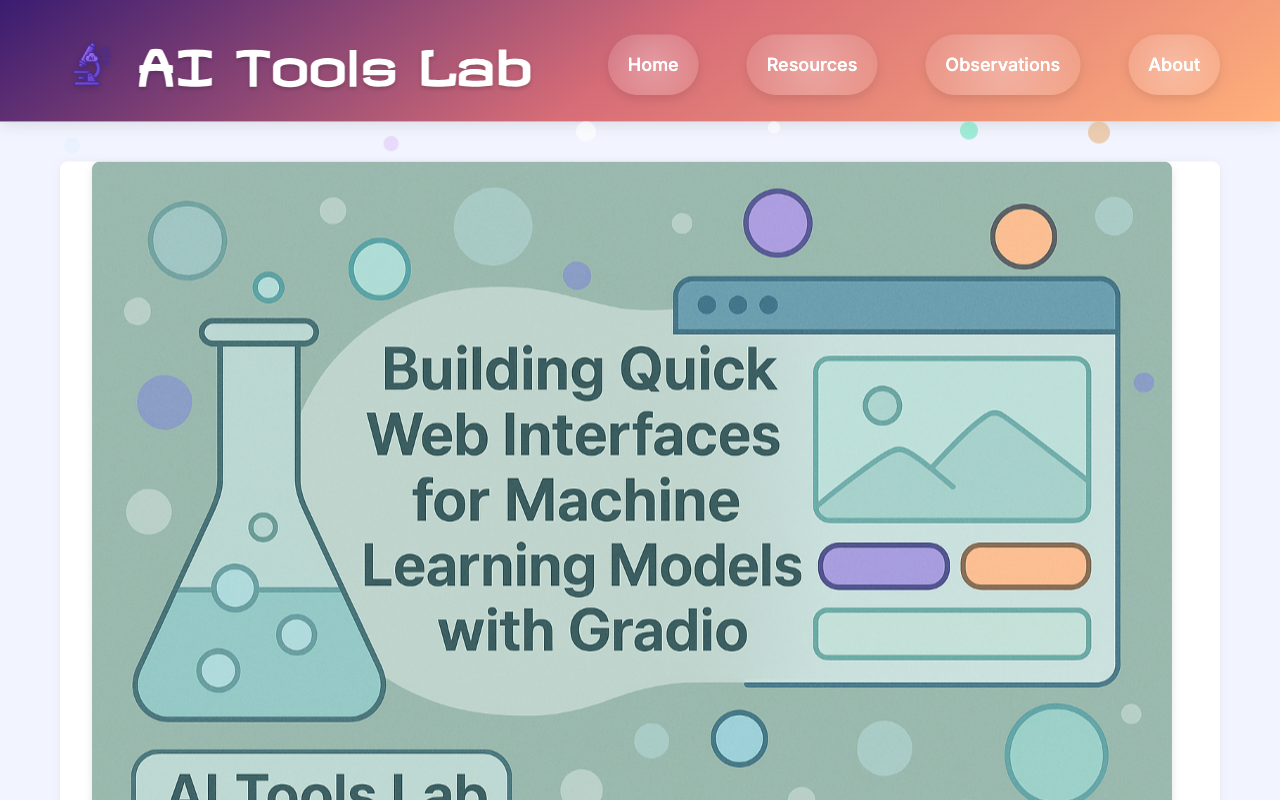 AI Tools Lab
Home
Resources
Observations
About
Building Quick
Web Interfaces
for Machine
Learning Models
with Gradio
AI Tools Lab